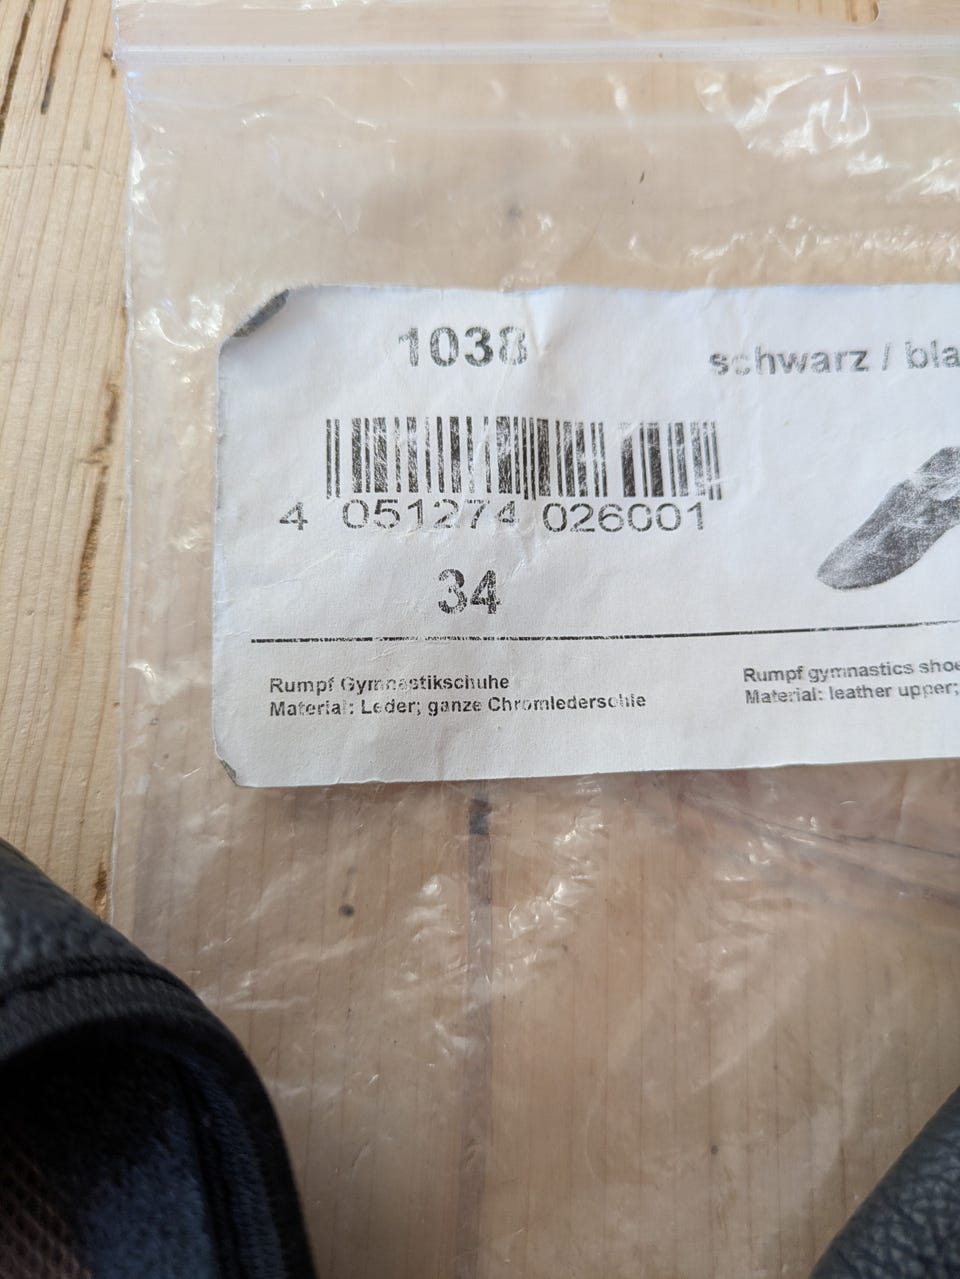 1038
schwarz / bla
4 051274 026001
34
Rumpf Gymnastikschuhe
Material: Leder; ganze Chromledersohle
Rumpf gymnastics shoe
Material: leather upper;